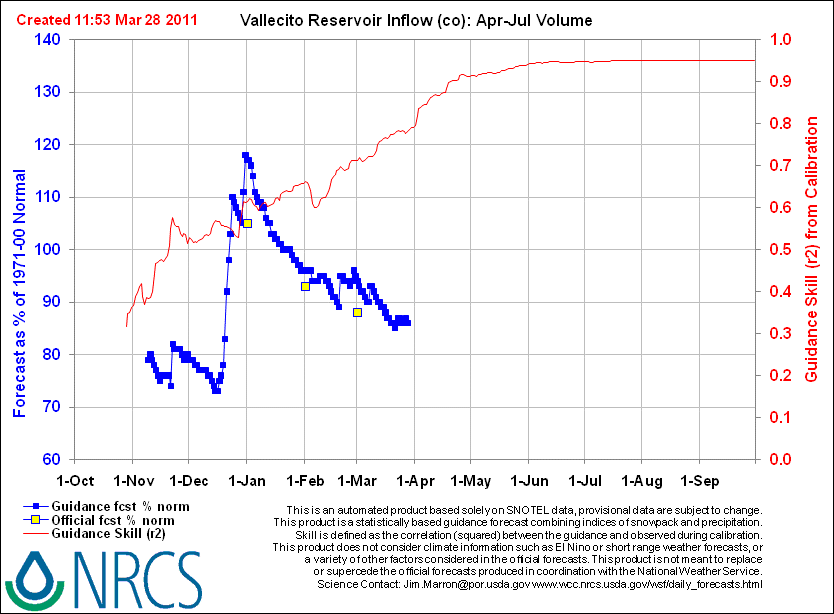 Created 11:53 Mar 28 2011
Vallecito Reservoir Inflow (co): Apr-Jul Volume
140
130
120
110
100
90
80
70
60
Forecast as % of 1971-00 Normal
1.0
0.9
0.8
0.7
0.6
0.5
0.4
0.3
0.2
0.1
0.0
Guidance Skill (r2) from Calibration
1-Oct 1-Nov 1-Dec 1-Jan 1-Feb 1-Mar 1-Apr 1-May 1-Jun 1-Jul 1-Aug 1-Sep
Guidance fcst % norm
Official fcst % norm
Guidance Skill (r2)
This is an automated product based solely on SNOTEL data, provisional data are subject to change.
This product is a statistically based guidance forecast combining indices of snowpack and precipitation.
Skill is defined as the correlation (squared) between the guidance and observed during calibration.
This product does not consider climate information such as El Nino or short range weather forecasts, or
a variety of other factors considered in the official forecasts. This product is not meant to replace
or supercede the official forecasts produced in coordination with the National Weather Service.
Science Contact: Jim.Marron@por.usda.gov www.wcc.nrcs.usda.gov/wsf/daily_forecasts.html
NRCS